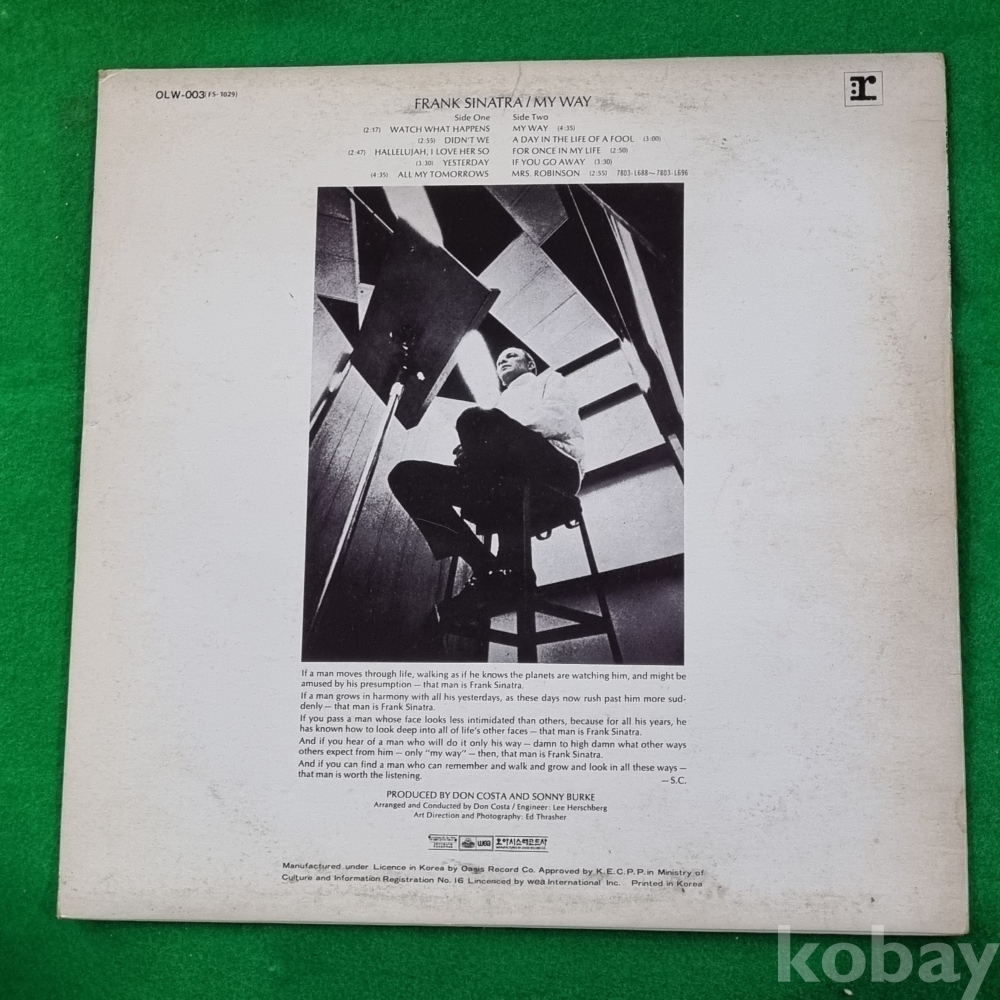 OLW-003(FS-1029)
r
FRANK SINATRA / MY WAY
Side One
(2:17) WATCH WHAT HAPPENS
(2:55) DIDN'T WE
(2:47) HALLELUJAH, I LOVE HER SO
(3:30) YESTERDAY
(4:35) ALL MY TOMORROWS
Side Two
MY WAY (4:35)
A DAY IN THE LIFE OF A FOOL (3:00)
FOR ONCE IN MY LIFE (2:50)
IF YOU GO AWAY (3:30)
MRS. ROBINSON (2:55) 7803-L688~7803-L696
If a man moves through life, walking as if he knows the planets are watching him, and might be
amused by his presumption — that man is Frank Sinatra.
If a man grows in harmony with all his yesterdays, as these days now rush past him more sud-
denly — that man is Frank Sinatra.
If you pass a man whose face looks less intimidated than others, because for all his years, he
has known how to look deep into all of life's other faces — that man is Frank Sinatra.
And if you hear of a man who will do it only his way — damn to high damn what other ways
others expect from him — only "my way" — then, that man is Frank Sinatra.
And if you can find a man who can remember and walk and grow and look in all these ways —
that man is worth the listening.
—S.C.
PRODUCED BY DON COSTA AND SONNY BURKE
Arranged and Conducted by Don Costa / Engineer: Lee Herschberg
Art Direction and Photography: Ed Thrasher
wea 오아시스레코드사
Manufactured under Licence in Korea by Oasis Record Co. Approved by K.E.C.P.P. in Ministry of
Culture and Information Registration No. 16 Lincenced by wea International Inc. Printed in Korea
kobay